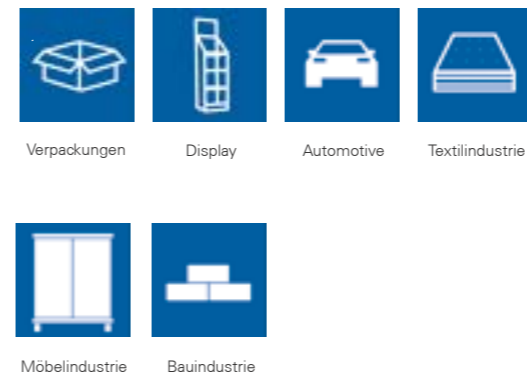 Verpackungen
Display
Automotive
Textilindustrie
Möbelindustrie
Bauindustrie